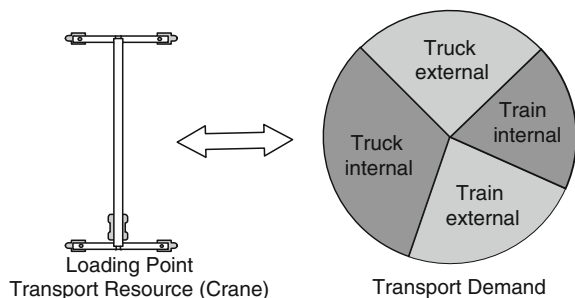 Truck
external
Train
internal
Truck
internal
Train
external
Loading Point
Transport Resource (Crane)
Transport Demand